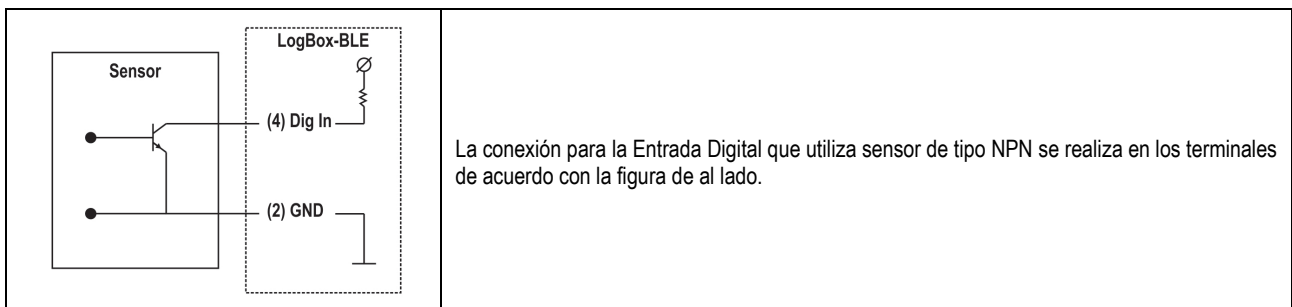 LogBox-BLE
Sensor
(4) Dig In
(2) GND
La conexión para la Entrada Digital que utiliza sensor de tipo NPN se realiza en los terminales
de acuerdo con la figura de al lado.